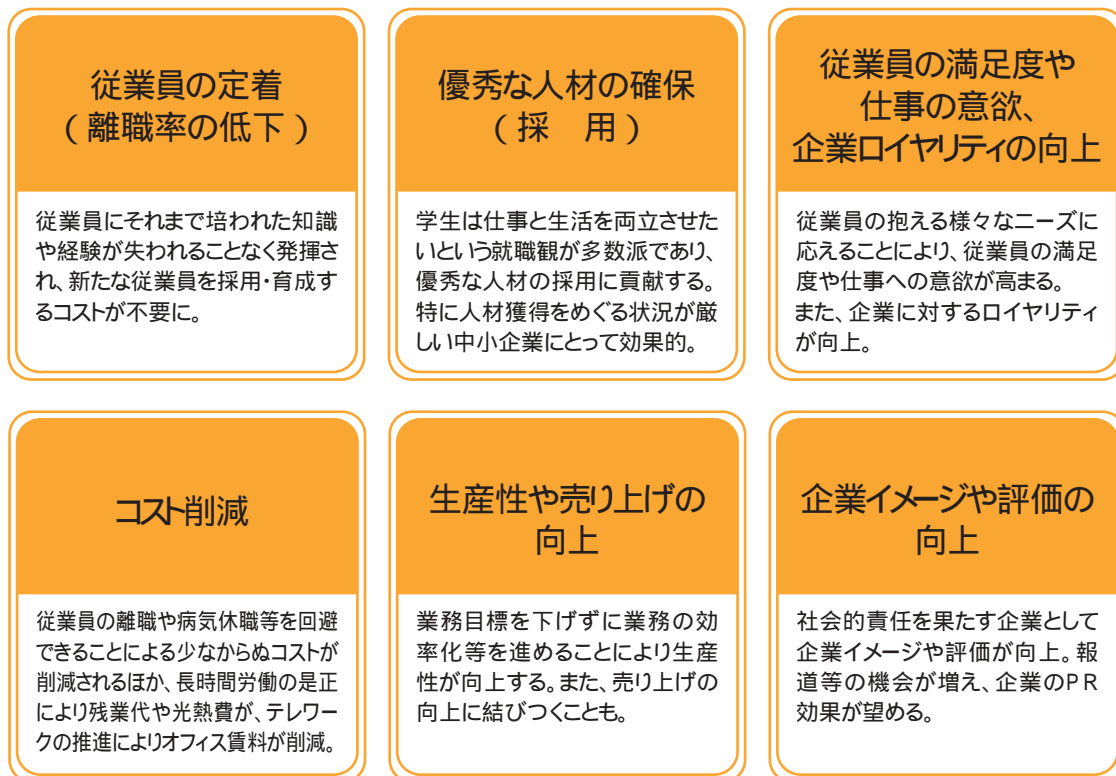 従業員の定着
(離職率の低下)
従業員にそれまで培われた知識
や経験が失われることなく発揮さ
れ、新たな従業員を採用・育成す
るコストが不要に。
優秀な人材の確保
(採　用)
学生は仕事と生活を両立させた
いという就職観が多数派であり、
優秀な人材の採用に貢献する。
特に人材獲得をめぐる状況が厳
しい中小企業にとって効果的。
従業員の満足度や
仕事の意欲、
企業ロイヤリティの向上
従業員の抱える様々なニーズに
応えることにより、従業員の満足
度や仕事への意欲が高まる。
また、企業に対するロイヤリティ
が向上。
コスト削減
従業員の離職や病気休職等を回避
できることによる少なからぬコストが
削減されるほか、長時間労働の是正
により残業代や光熱費が、テレワー
クの推進によりオフィス賃料が削減。
生産性や売り上げの
向上
業務目標を下げずに業務の効
率化等を進めることにより生産
性が向上する。また、売り上げの
向上に結びつくことも。
企業イメージや評価の
向上
社会的責任を果たす企業として
企業イメージや評価が向上。報
道等の機会が増え、企業のPR
効果が望める。